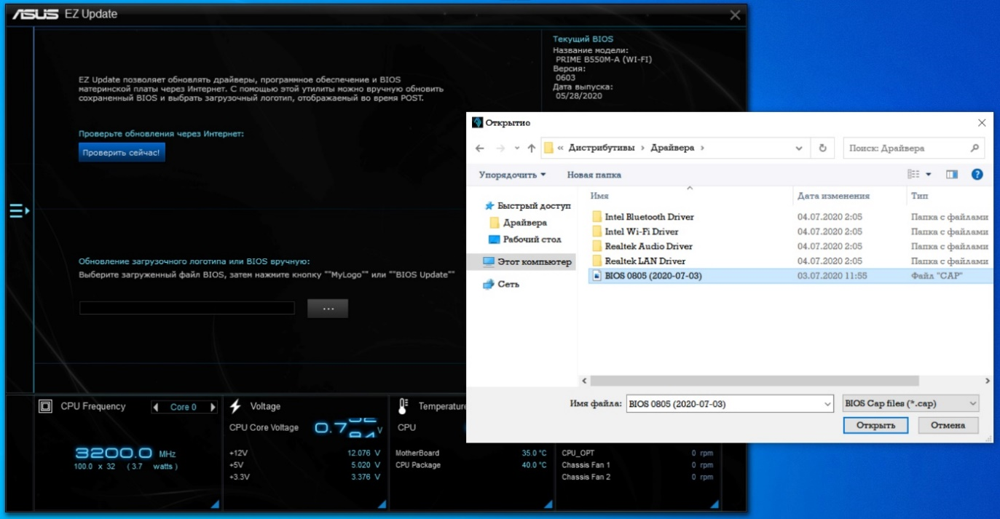 ASUS EZ Update
Текущий BIOS
Название модели:
PRIME B550M-A (WI-FI)
Версия:
0603
Дата выпуска:
05/28/2020
EZ Update позволяет обновлять драйверы, программное обеспечение и BIOS
материнской платы через Интернет. С помощью этой утилиты можно вручную обновить
сохраненный BIOS и выбрать загрузочный логотип, отображаемый во время POST.
Проверьте обновления через Интернет:
Проверить сейчас!
Обновление загрузочного логотипа или BIOS вручную:
Выберите загруженный файл BIOS, затем нажмите кнопку ""MyLogo"" или ""BIOS Update""
...
Открытие
« Дистрибутивы › Драйвера ›
Поиск: Драйвера
Упорядочить
Новая папка
Имя
Дата изменения
Тип
Быстрый доступ
Драйвера
Рабочий стол
Этот компьютер
Сеть
Intel Bluetooth Driver 04.07.2020 2:05 Папка с файлами
Intel Wi-Fi Driver 04.07.2020 2:05 Папка с файлами
Realtek Audio Driver 04.07.2020 2:05 Папка с файлами
Realtek LAN Driver 04.07.2020 2:05 Папка с файлами
BIOS 0805 (2020-07-03) 03.07.2020 11:55 Файл "CAP"
Имя файла: BIOS 0805 (2020-07-03)
BIOS Cap files (*.cap)
Открыть
Отмена
CPU Frequency
Core 0
3200.0 MHz
100.0 x 32 (3.7 watts)
Voltage
CPU Core Voltage
V
+12V 12.076 V
+5V 5.020 V
+3.3V 3.376 V
Temperature
CPU
MotherBoard 35.0 °C
CPU Package 40.0 °C
CPU_OPT 0 rpm
Chassis Fan 1 0 rpm
Chassis Fan 2 0 rpm